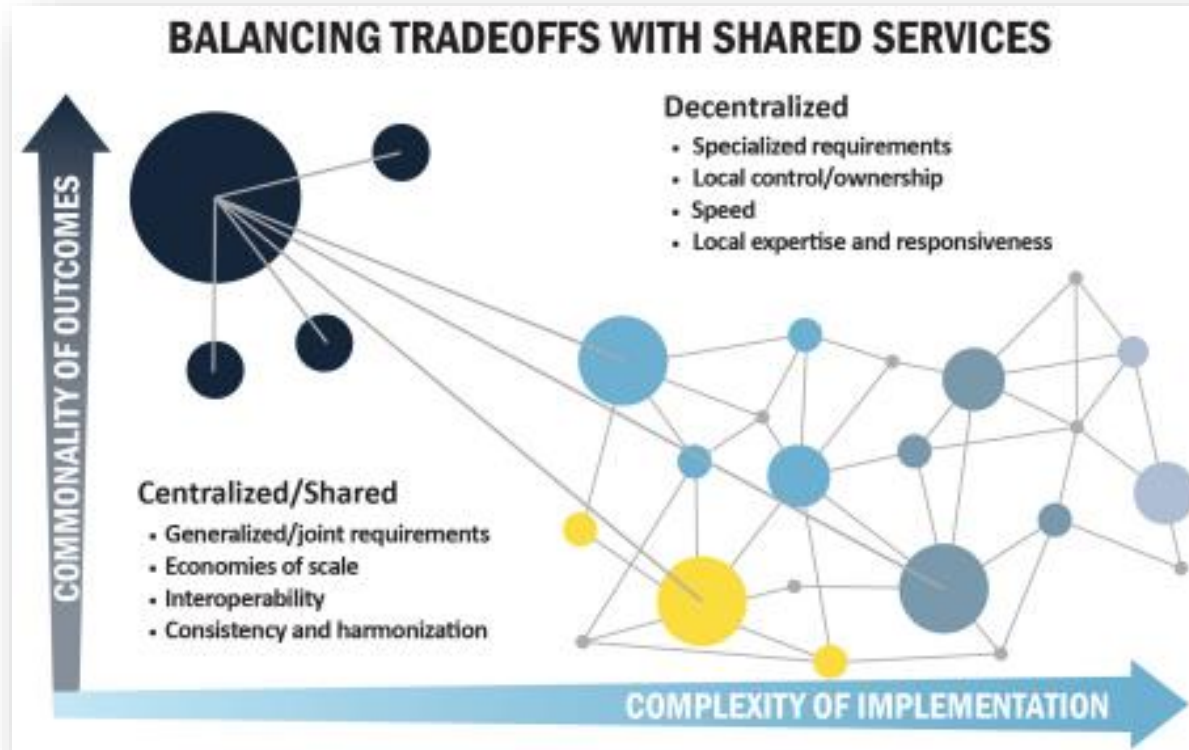 BALANCING TRADEOFFS WITH SHARED SERVICES
COMMONALITY OF OUTCOMES
Decentralized
• Specialized requirements
• Local control/ownership
• Speed
• Local expertise and responsiveness
Centralized/Shared
• Generalized/joint requirements
• Economies of scale
• Interoperability
• Consistency and harmonization
COMPLEXITY OF IMPLEMENTATION